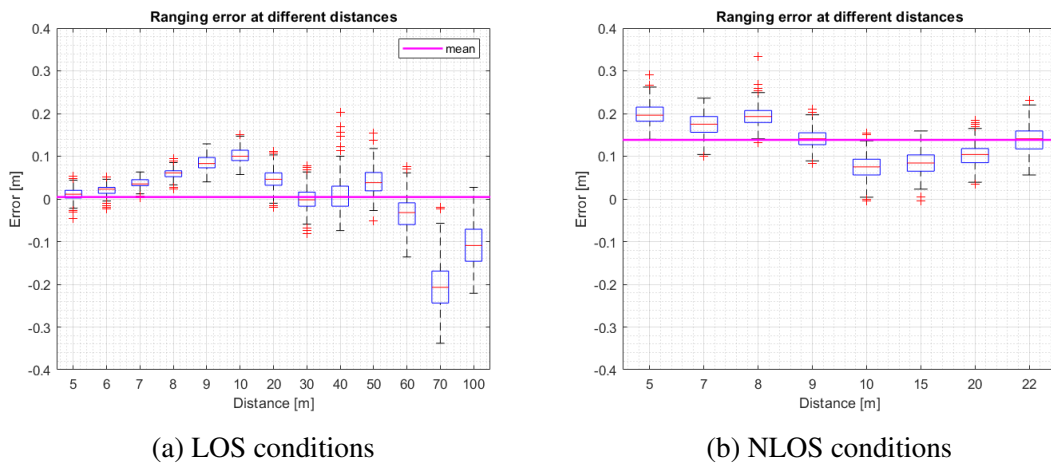 Ranging error at different distances
0.4
0.3
0.2
0.1
0
-0.1
-0.2
-0.3
-0.4
Error [m]
mean
5 6 7 8 9 10 20 30 40 50 60 70 100
Distance [m]
(a) LOS conditions
Ranging error at different distances
0.4
0.3
0.2
0.1
0
-0.1
-0.2
-0.3
-0.4
Error [m]
5 7 8 9 10 15 20 22
Distance [m]
(b) NLOS conditions